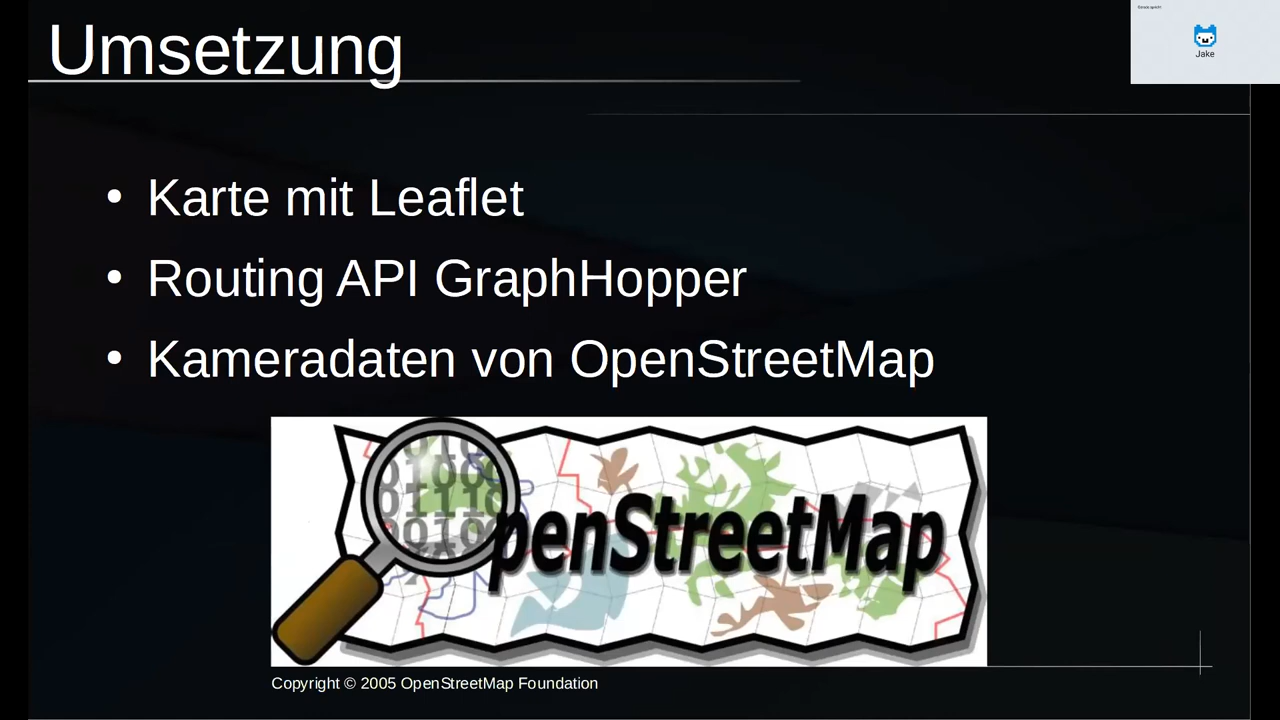 Umsetzung
Jake
• Karte mit Leaflet
• Routing API GraphHopper
• Kameradaten von OpenStreetMap
OpenStreetMap
Copyright © 2005 OpenStreetMap Foundation